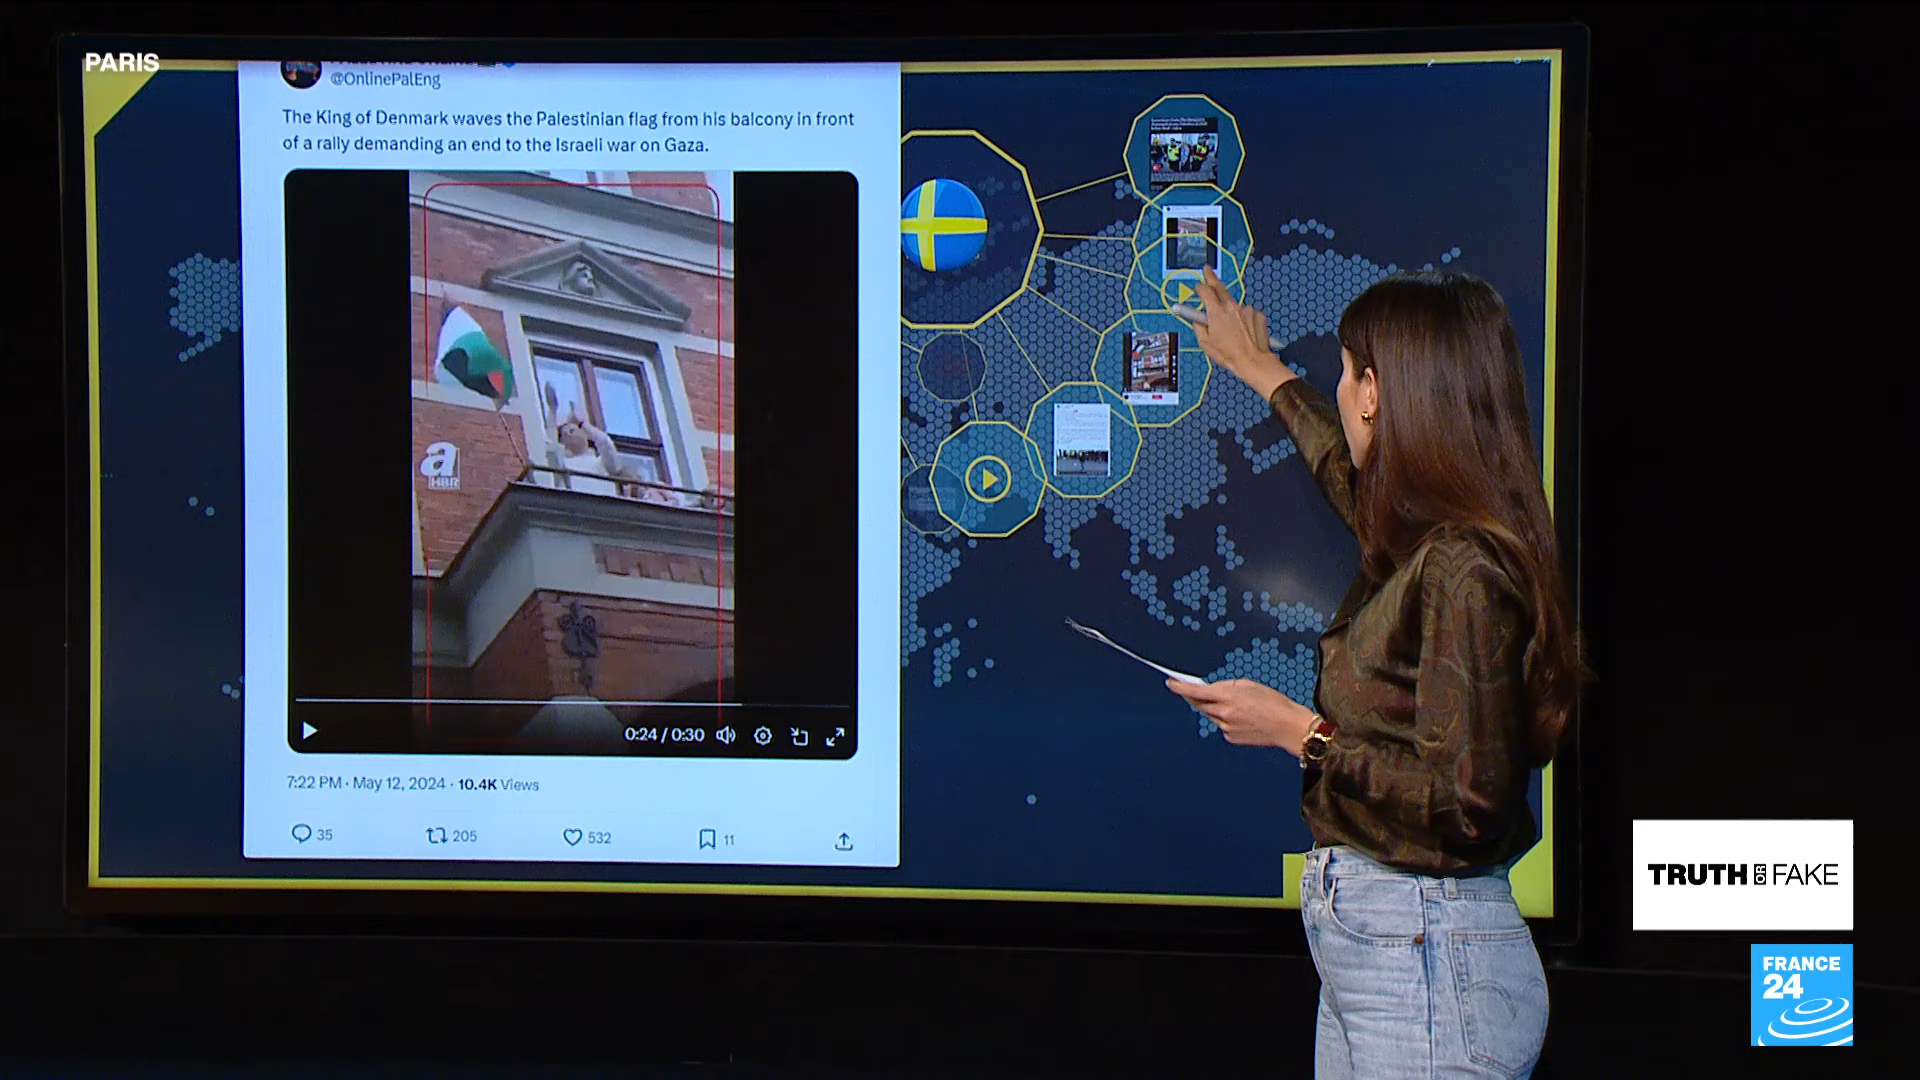 PARIS
@OnlinePalEng
The King of Denmark waves the Palestinian flag from his balcony in front
of a rally demanding an end to the Israeli war on Gaza.
a
HBR
0:24 / 0:30
7:22 PM · May 12, 2024 · 10.4K Views
35
205
532
11
TRUTH OR FAKE
FRANCE
24